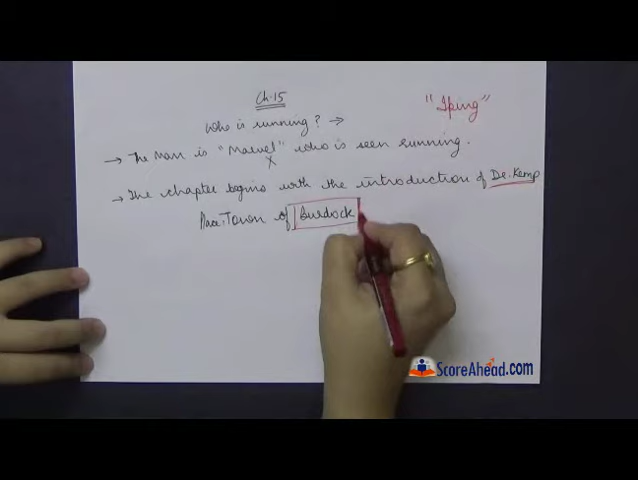 Ch.15
Who is running? →
"Iping"
→ The man is "Marvel" who is seen running.
x
→ The chapter begins with the introduction of Dr. Kemp
Place: Town of Burdock
ScoreAhead.com